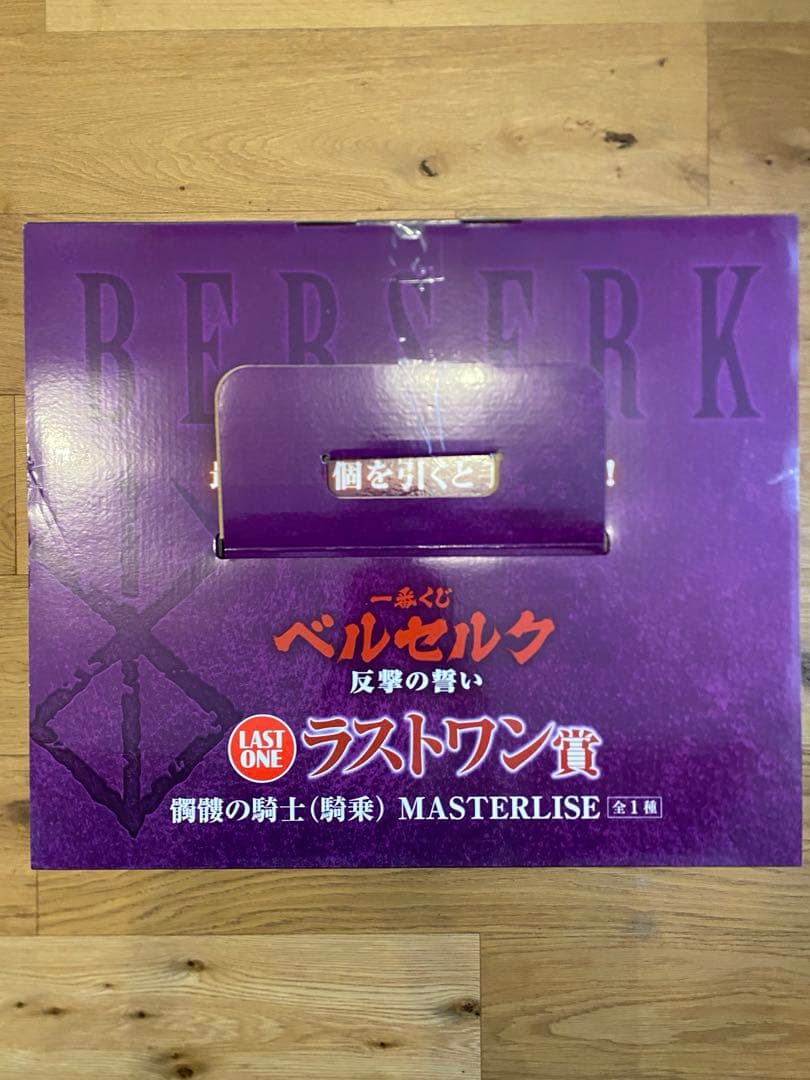 BERSERK
個を引くと
!
一番くじ
ベルセルク
反撃の誓い
LAST ONE ラストワン賞
髑髏の騎士(騎乗) MASTERLISE 全1種